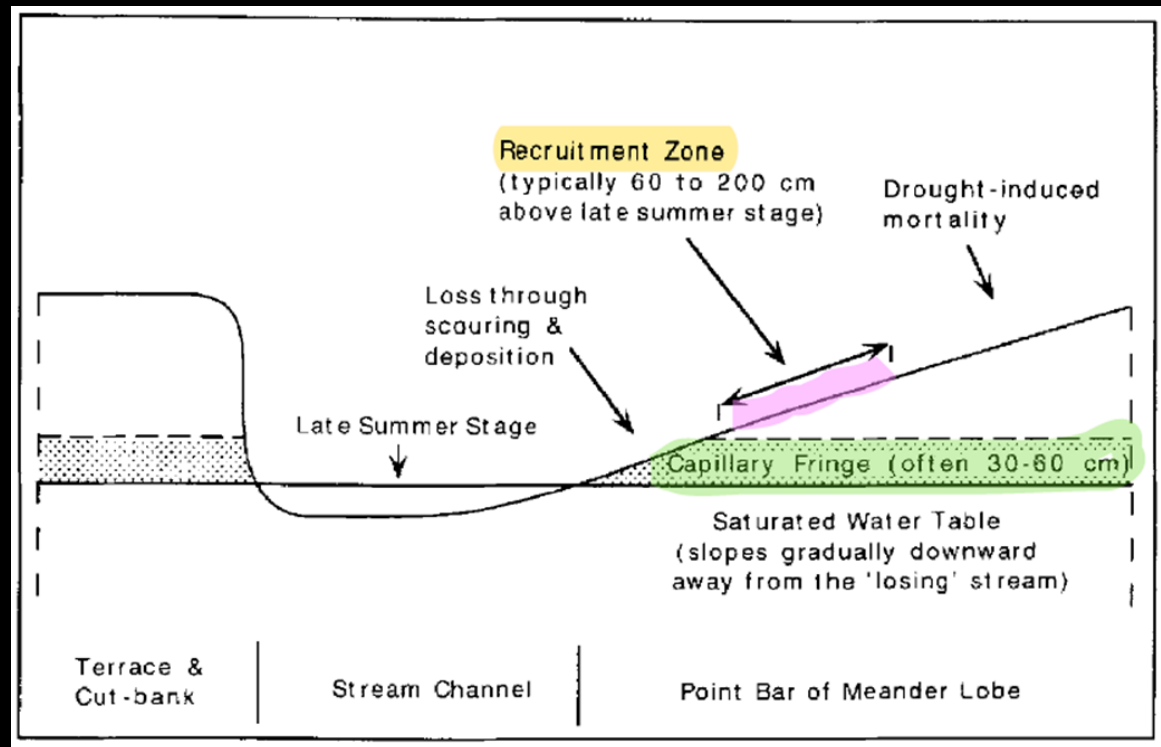 Recruitment Zone
(typically 60 to 200 cm
above late summer stage)
Drought-induced
mortality
Loss through
scouring &
deposition
Late Summer Stage
Capillary Fringe (often 30-60 cm)
Saturated Water Table
(slopes gradually downward
away from the 'losing' stream)
Terrace &
Cut-bank
Stream Channel
Point Bar of Meander Lobe